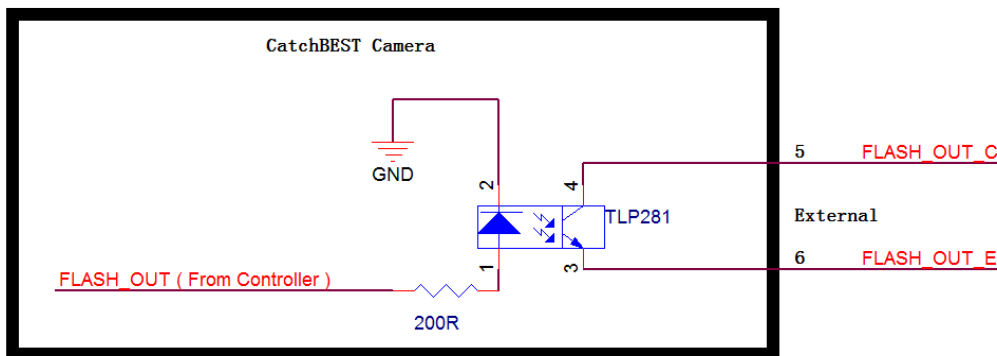 CatchBEST Camera
5 FLASH_OUT_C
GND
2 4
TLP281
External
1 3
6 FLASH_OUT_E
FLASH_OUT ( From Controller )
200R